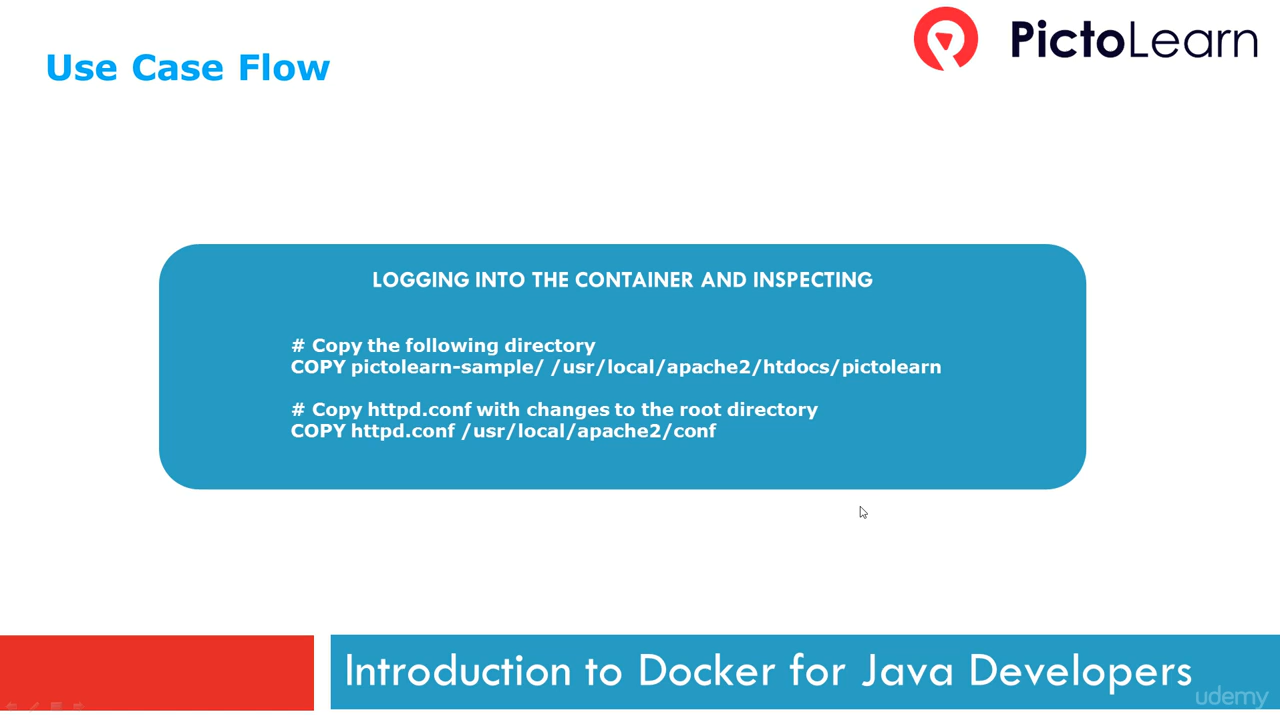 PictoLearn
Use Case Flow
LOGGING INTO THE CONTAINER AND INSPECTING
# Copy the following directory
COPY pictolearn-sample/ /usr/local/apache2/htdocs/pictolearn
# Copy httpd.conf with changes to the root directory
COPY httpd.conf /usr/local/apache2/conf
Introduction to Docker for Java Developers
udemy